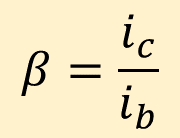 β = i_c / i_b